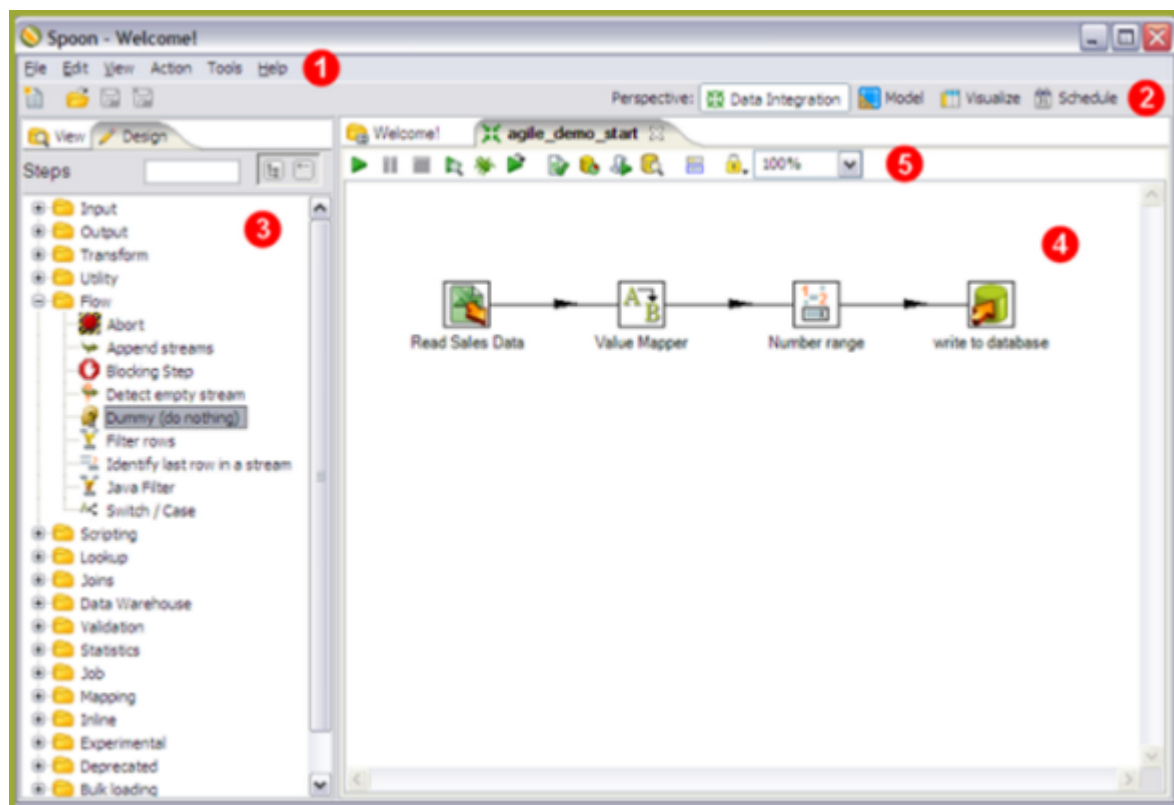 Spoon - Welcome!
File Edit View Action Tools Help 1
Perspective: Data Integration Model Visualize Schedule 2
View Design
Welcome! agile_demo_start
Steps
100% 5
Input
Output
3
Transform
Utility
Flow
Abort
Append streams
Blocking Step
Detect empty stream
Dummy (do nothing)
Filter rows
Identify last row in a stream
Java Filter
Switch / Case
Scripting
Lookup
Joins
Data Warehouse
Validation
Statistics
Job
Mapping
Inline
Experimental
Deprecated
Bulk loading
4
Read Sales Data Value Mapper Number range write to database